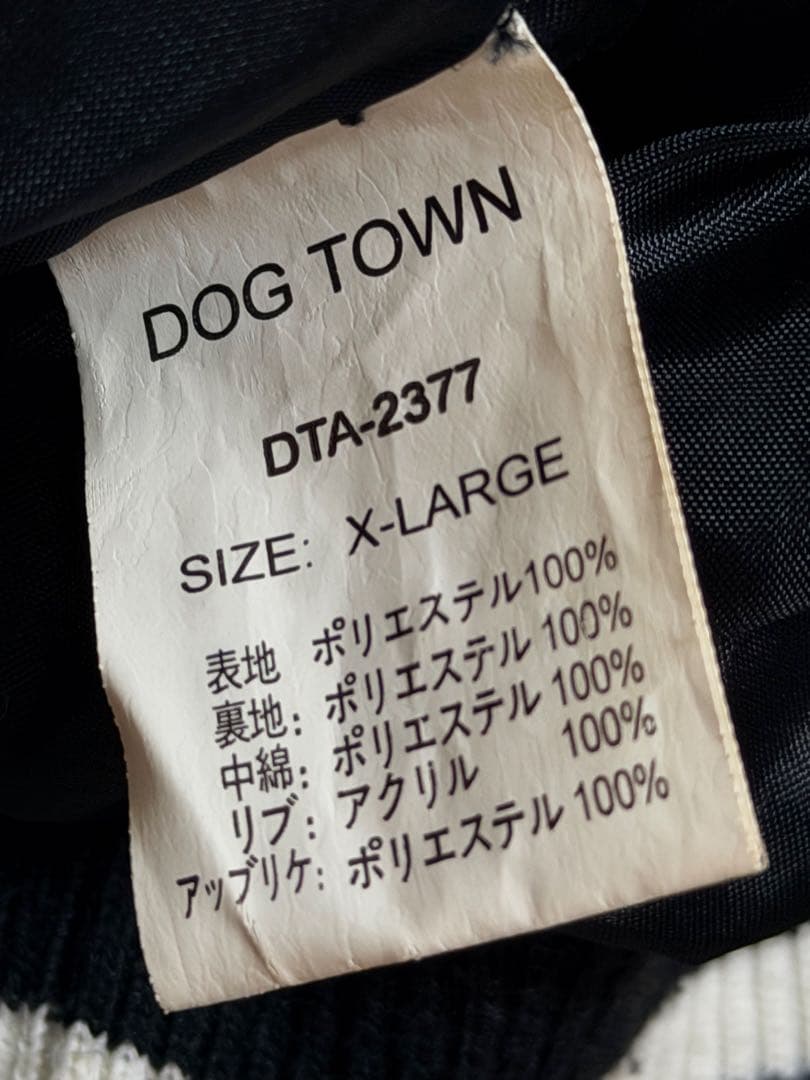 DOG TOWN
DTA-2377
SIZE: X-LARGE
表地 ポリエステル100%
裏地: ポリエステル 100%
中綿: ポリエステル 100%
リブ: アクリル 100%
アッブリケ: ポリエステル 100%